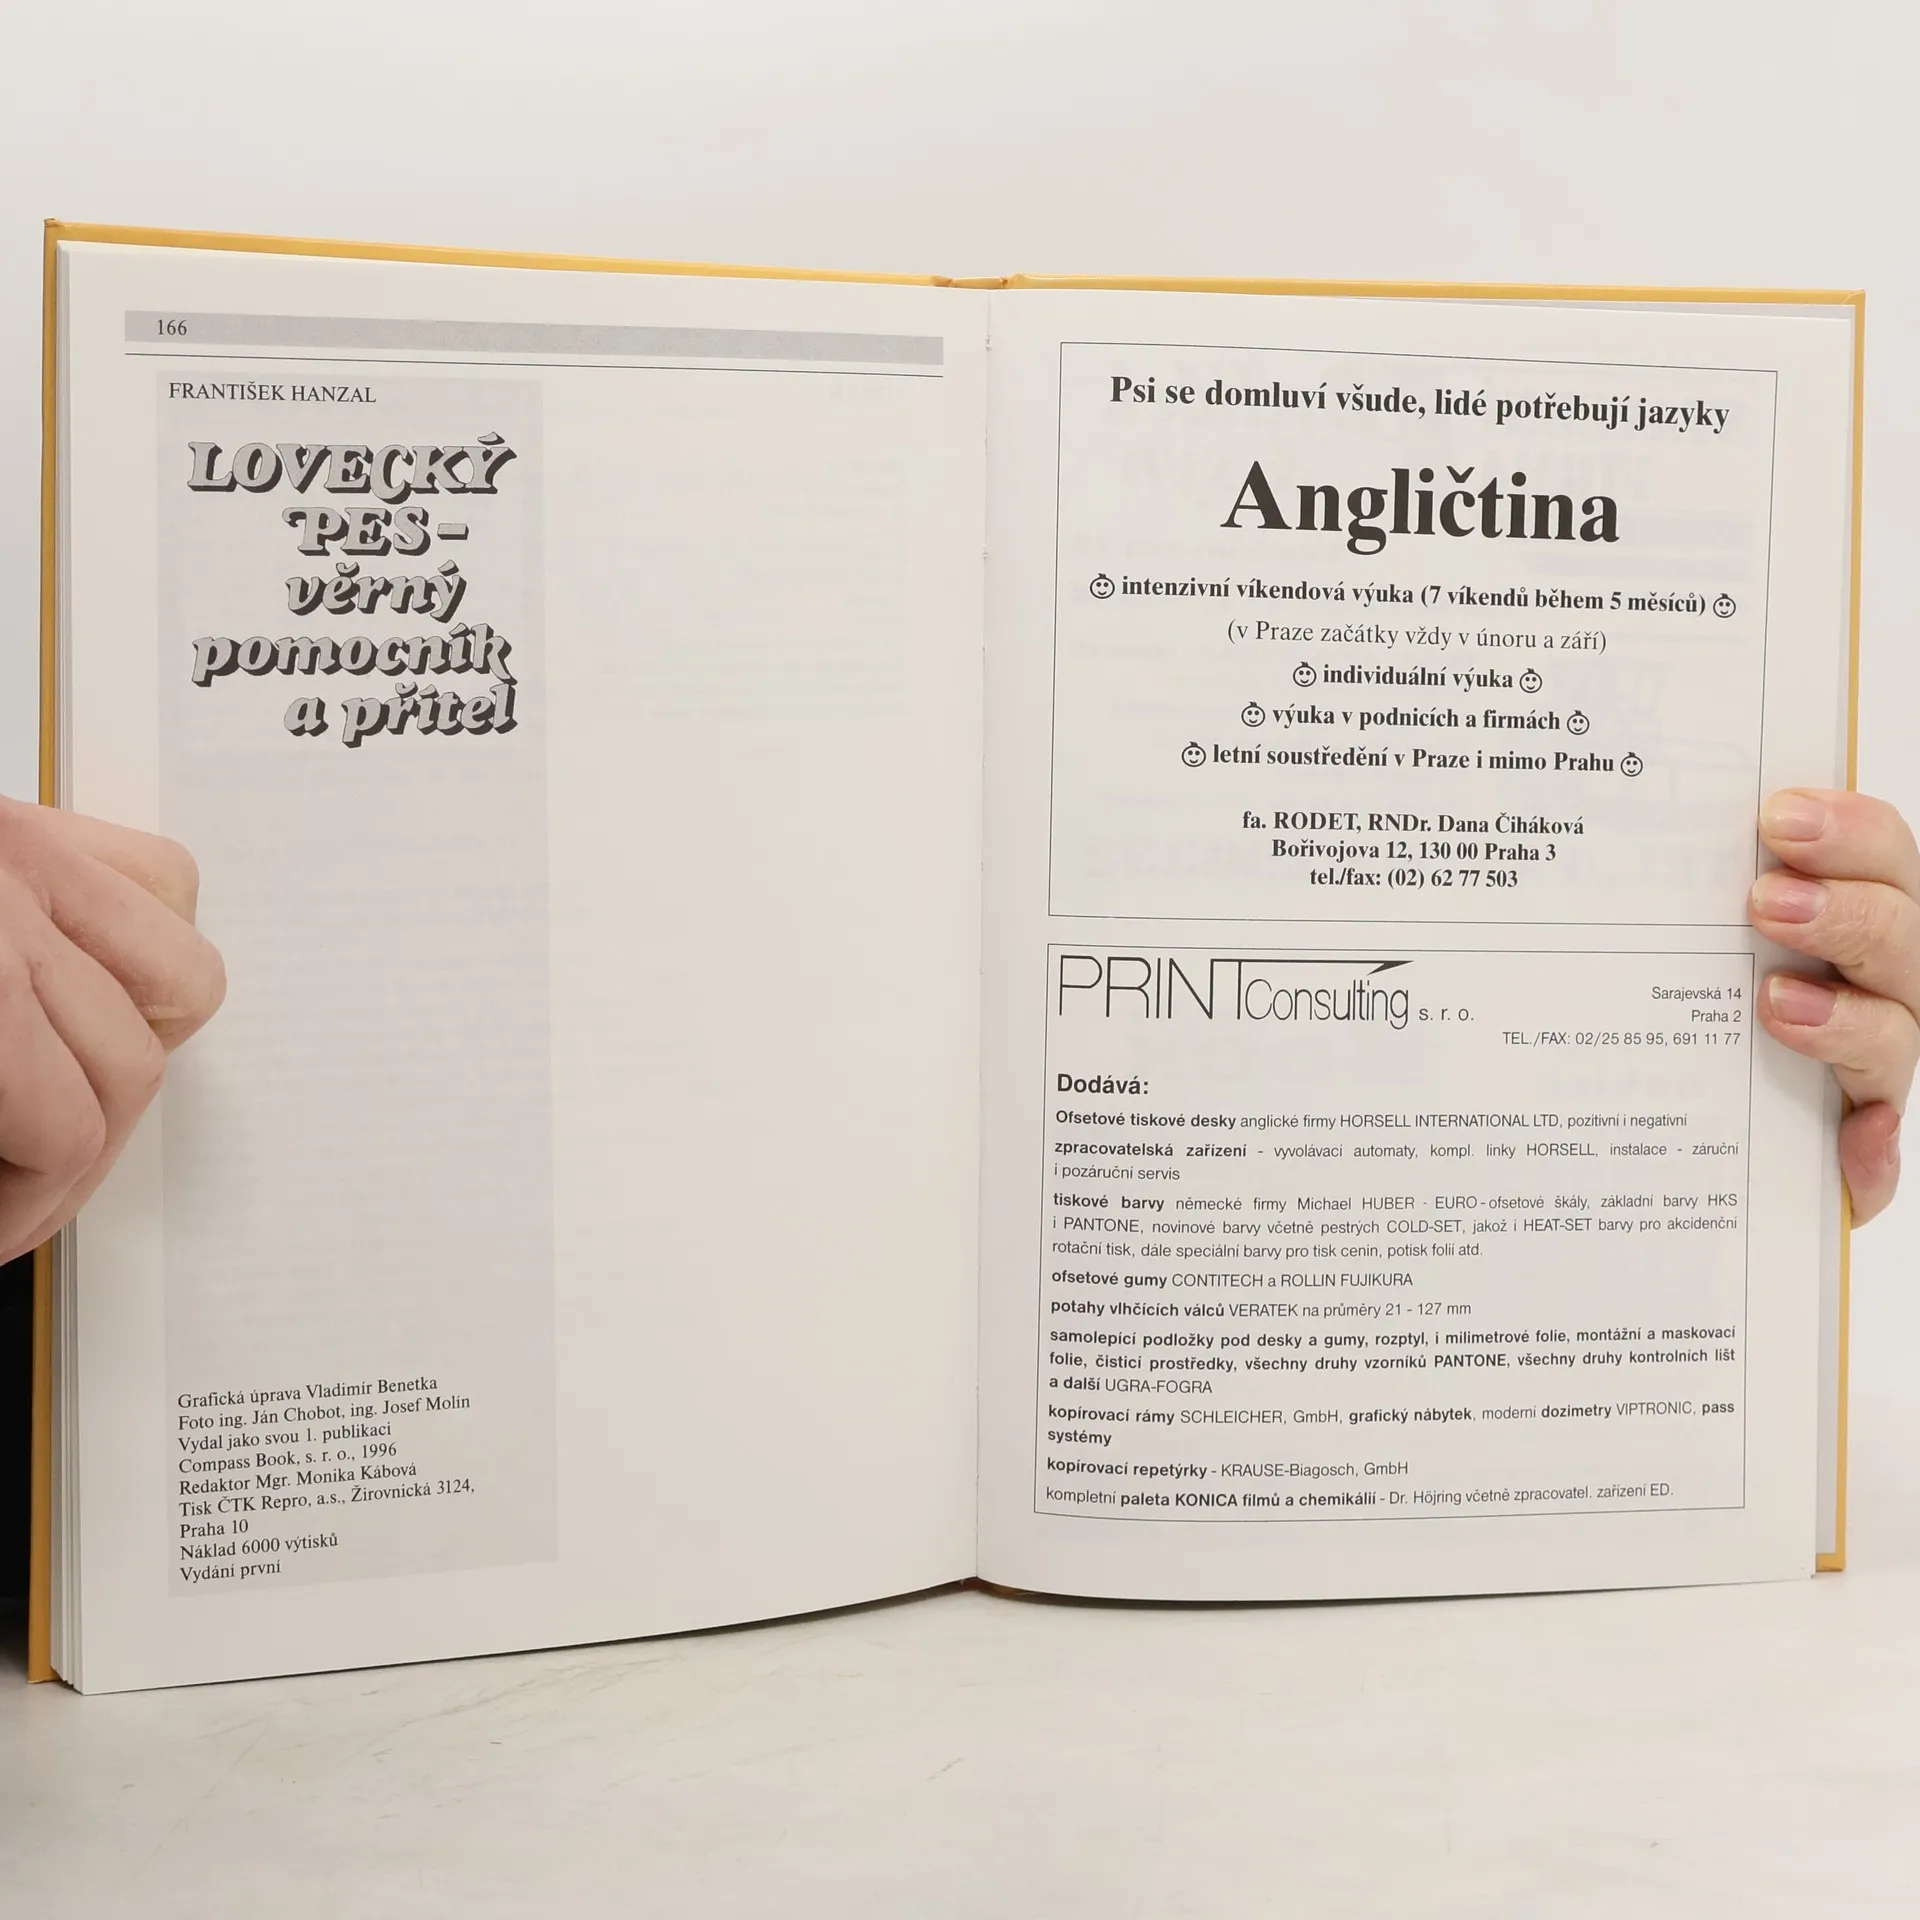 166
FRANTIŠEK HANZAL
LOVECKÝ
PES-
věrný
pomocník
a přítel
Grafická úprava Vladimír Benetka
Foto ing. Ján Chobot, ing. Josef Molín
Vydal jako svou 1. publikaci
Compass Book, s. r. o., 1996
Redaktor Mgr. Monika Kábová
Tisk ČTK Repro, a.s., Žirovnická 3124,
Praha 10
Náklad 6000 výtisků
Vydání první
Psi se domluví všude, lidé potřebují jazyky
Angličtina
intenzivní víkendová výuka (7 víkendů během 5 měsíců)
(v Praze začátky vždy v únoru a září)
individuální výuka
výuka v podnicích a firmách
letní soustředění v Praze i mimo Prahu
fa. RODET, RNDr. Dana Čiháková
Bořivojova 12, 130 00 Praha 3
tel./fax: (02) 62 77 503
PRINT Consulting s. r. o.
Sarajevská 14
Praha 2
TEL./FAX: 02/25 85 95, 691 11 77
Dodává:
Ofsetové tiskové desky anglické firmy HORSELL INTERNATIONAL LTD, pozitivní i negativní
zpracovatelská zařízení - vyvolávací automaty, kompl. linky HORSELL, instalace - záruční
i pozáruční servis
tiskové barvy německé firmy Michael HUBER - EURO-ofsetové škály, základní barvy HKS
i PANTONE, novinové barvy včetně pestrých COLD-SET, jakož i HEAT-SET barvy pro akcidenční
rotační tisk, dále speciální barvy pro tisk cenin, potisk folií atd.
ofsetové gumy CONTITECH a ROLLIN FUJIKURA
potahy vlhčících válců VERATEK na průměry 21 - 127 mm
samolepící podložky pod desky a gumy, rozptyl, i milimetrové folie, montážní a maskovací
folie, čisticí prostředky, všechny druhy vzorníků PANTONE, všechny druhy kontrolních lišt
a další UGRA-FOGRA
kopírovací rámy SCHLEICHER, GmbH, grafický nábytek, moderní dozimetry VIPTRONIC, pass
systémy
kopírovací repetýrky - KRAUSE-Biagosch, GmbH
kompletní paleta KONICA filmů a chemikálií - Dr. Höjring včetně zpracovatel. zařízení ED.